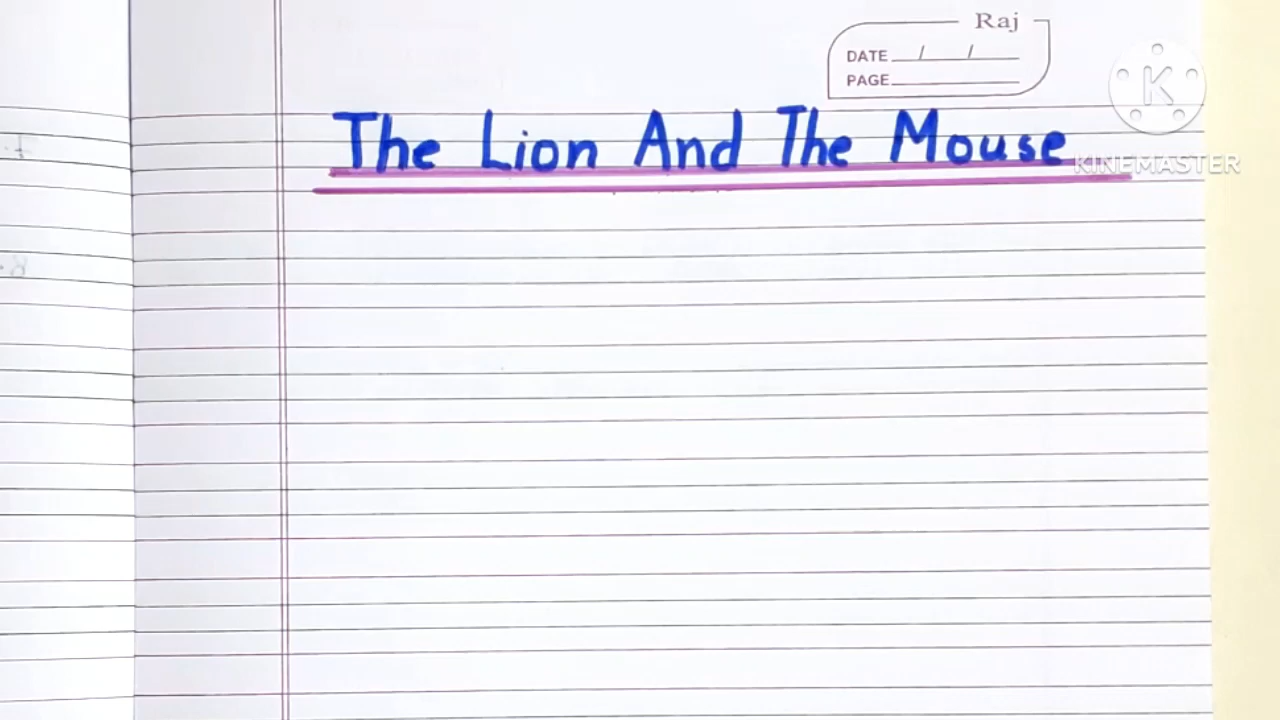 Raj
DATE / /
PAGE
The Lion And The Mouse
K
KINEMASTER